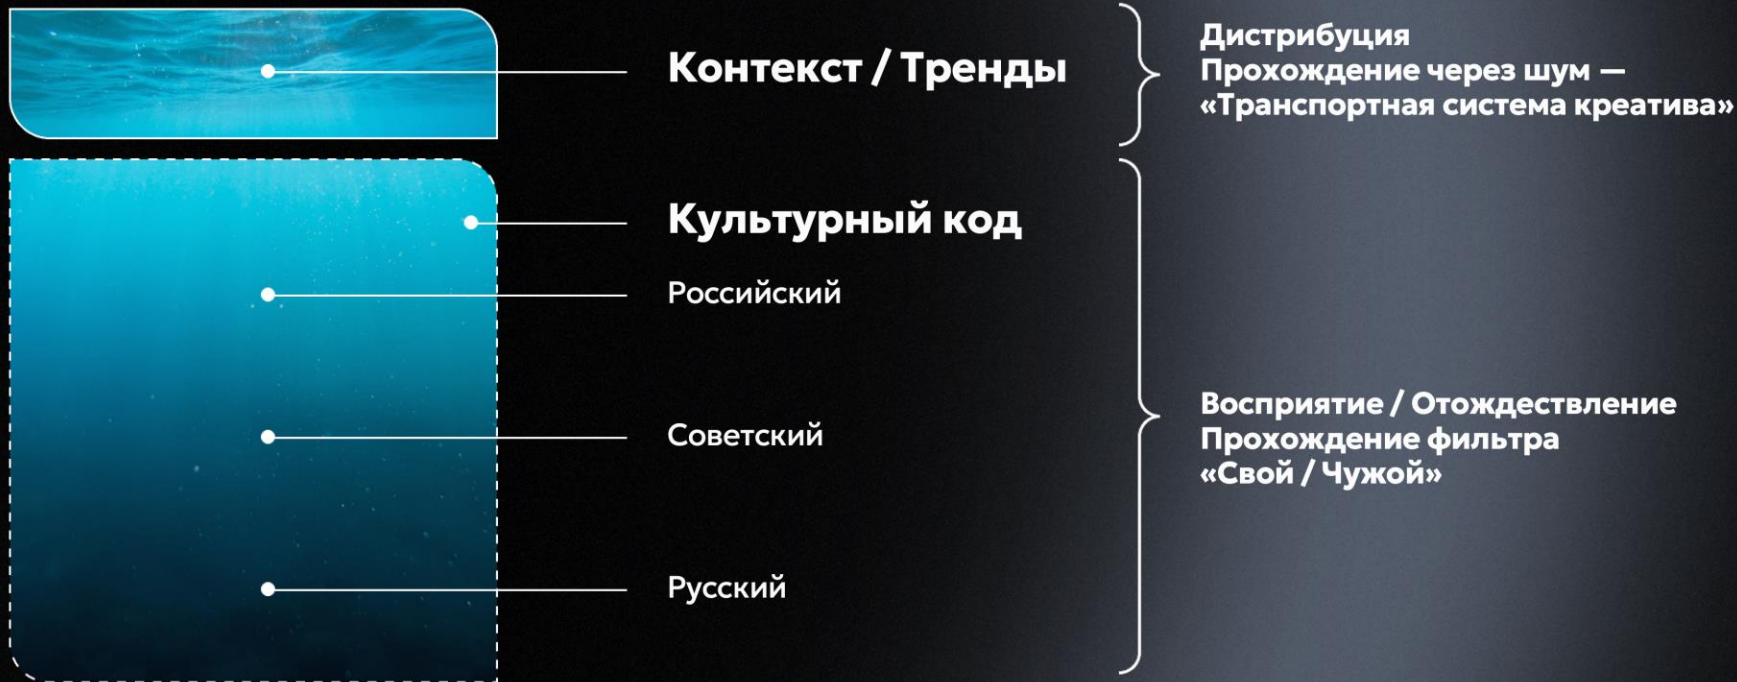 Контекст / Тренды
Дистрибуция
Прохождение через шум —
«Транспортная система креатива»
Культурный код
Российский
Советский
Русский
Восприятие / Отождествление
Прохождение фильтра
«Свой / Чужой»